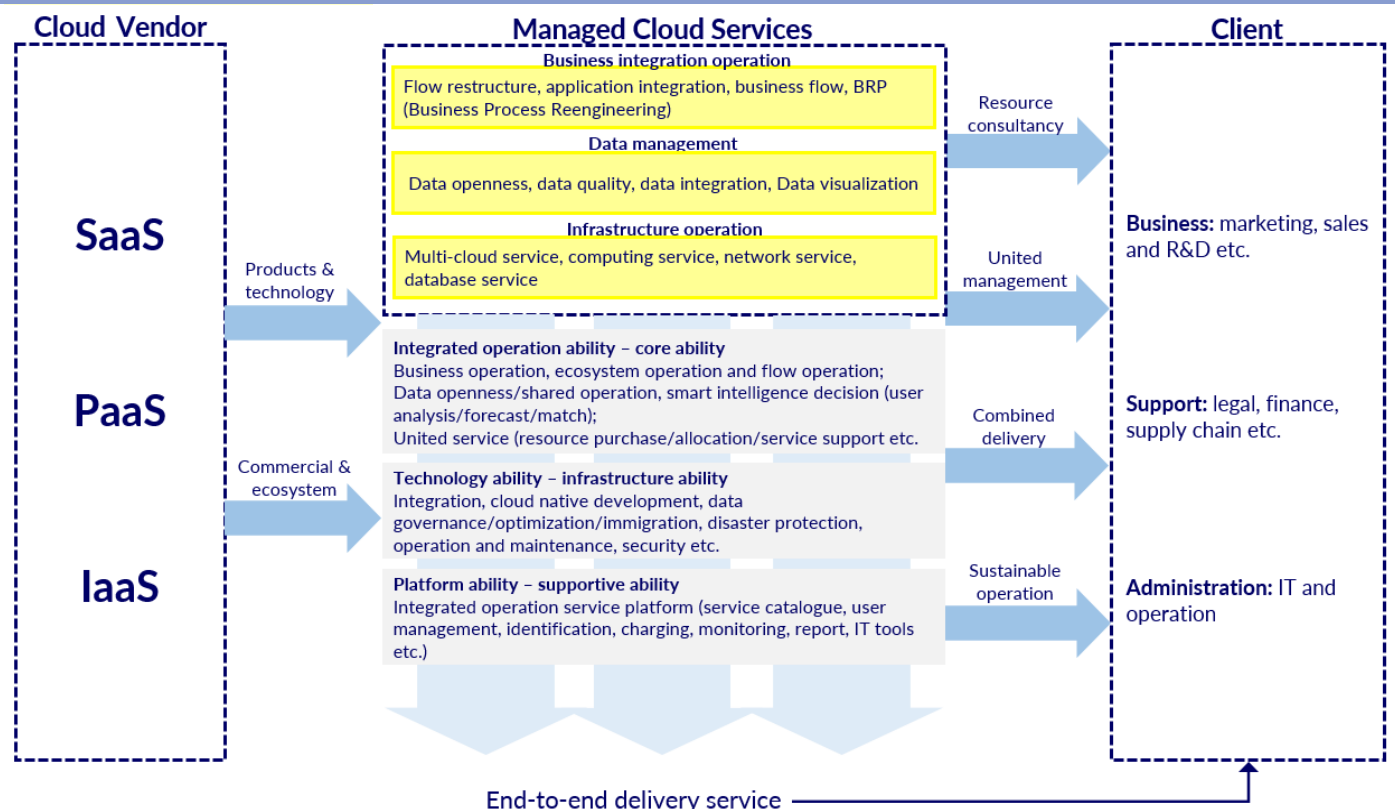 Cloud Vendor
SaaS
PaaS
IaaS
Products &
technology
Commercial &
ecosystem
Managed Cloud Services
Business integration operation
Flow restructure, application integration, business flow, BRP
(Business Process Reengineering)
Data management
Data openness, data quality, data integration, Data visualization
Infrastructure operation
Multi-cloud service, computing service, network service,
database service
Integrated operation ability – core ability
Business operation, ecosystem operation and flow operation;
Data openness/shared operation, smart intelligence decision (user
analysis/forecast/match);
United service (resource purchase/allocation/service support etc.
Technology ability – infrastructure ability
Integration, cloud native development, data
governance/optimization/immigration, disaster protection,
operation and maintenance, security etc.
Platform ability – supportive ability
Integrated operation service platform (service catalogue, user
management, identification, charging, monitoring, report, IT tools
etc.)
Resource
consultancy
United
management
Combined
delivery
Sustainable
operation
Client
Business: marketing, sales
and R&D etc.
Support: legal, finance,
supply chain etc.
Administration: IT and
operation
End-to-end delivery service